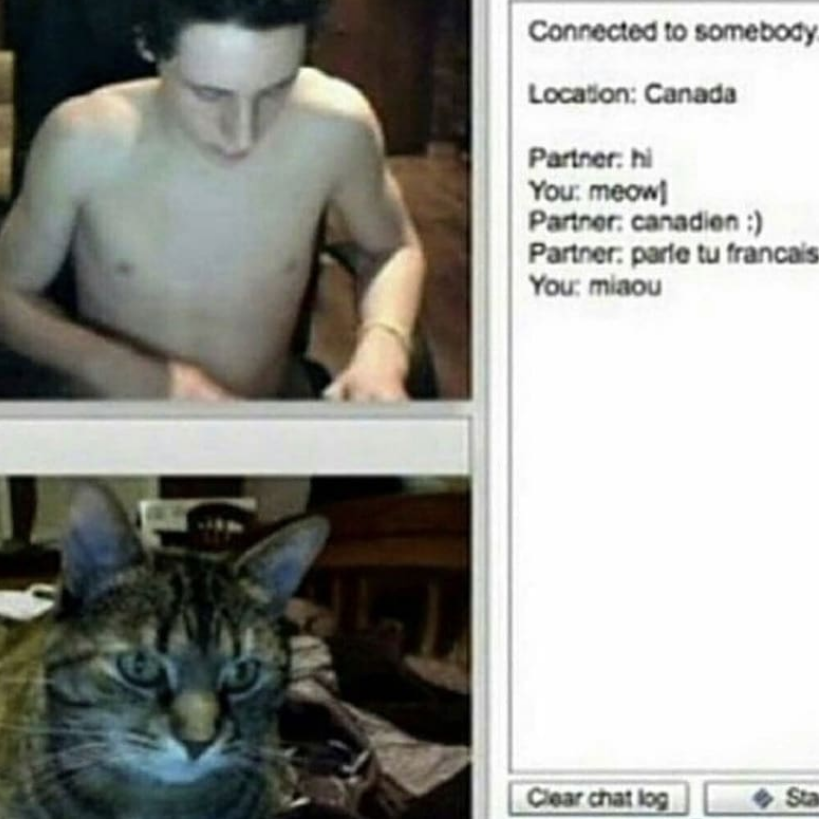 Connected to somebody.
Location: Canada
Partner: hi
You: meow]
Partner: canadien :)
Partner: parle tu francais
You: miaou
Clear chat log
Sta